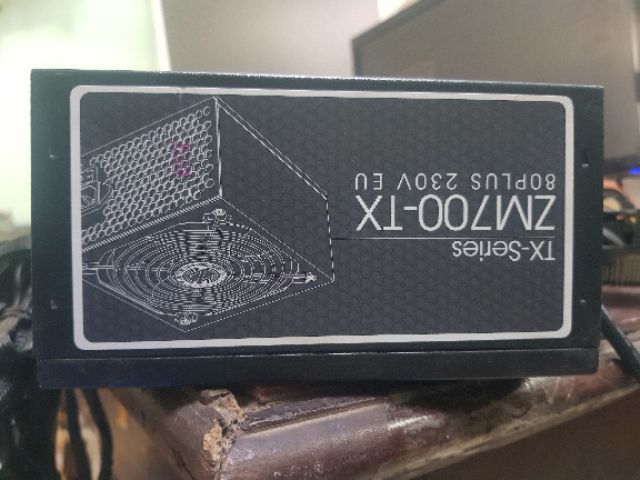 TX-Series
ZM700-TX
80PLUS 230V EU